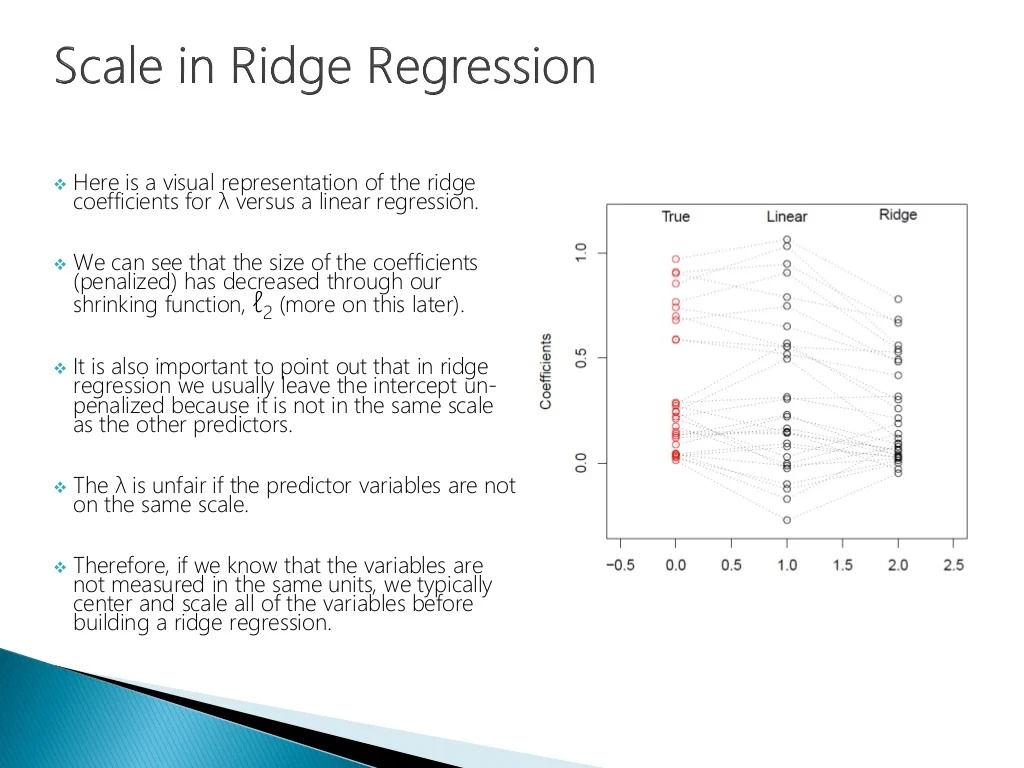 Scale in Ridge Regression
Here is a visual representation of the ridge
coefficients for λ versus a linear regression.
We can see that the size of the coefficients
(penalized) has decreased through our
shrinking function, ℓ2 (more on this later).
It is also important to point out that in ridge
regression we usually leave the intercept un-
penalized because it is not in the same scale
as the other predictors.
The λ is unfair if the predictor variables are not
on the same scale.
Therefore, if we know that the variables are
not measured in the same units, we typically
center and scale all of the variables before
building a ridge regression.
True Linear Ridge
Coefficients
1.0
0.5
0.0
−0.5 0.0 0.5 1.0 1.5 2.0 2.5